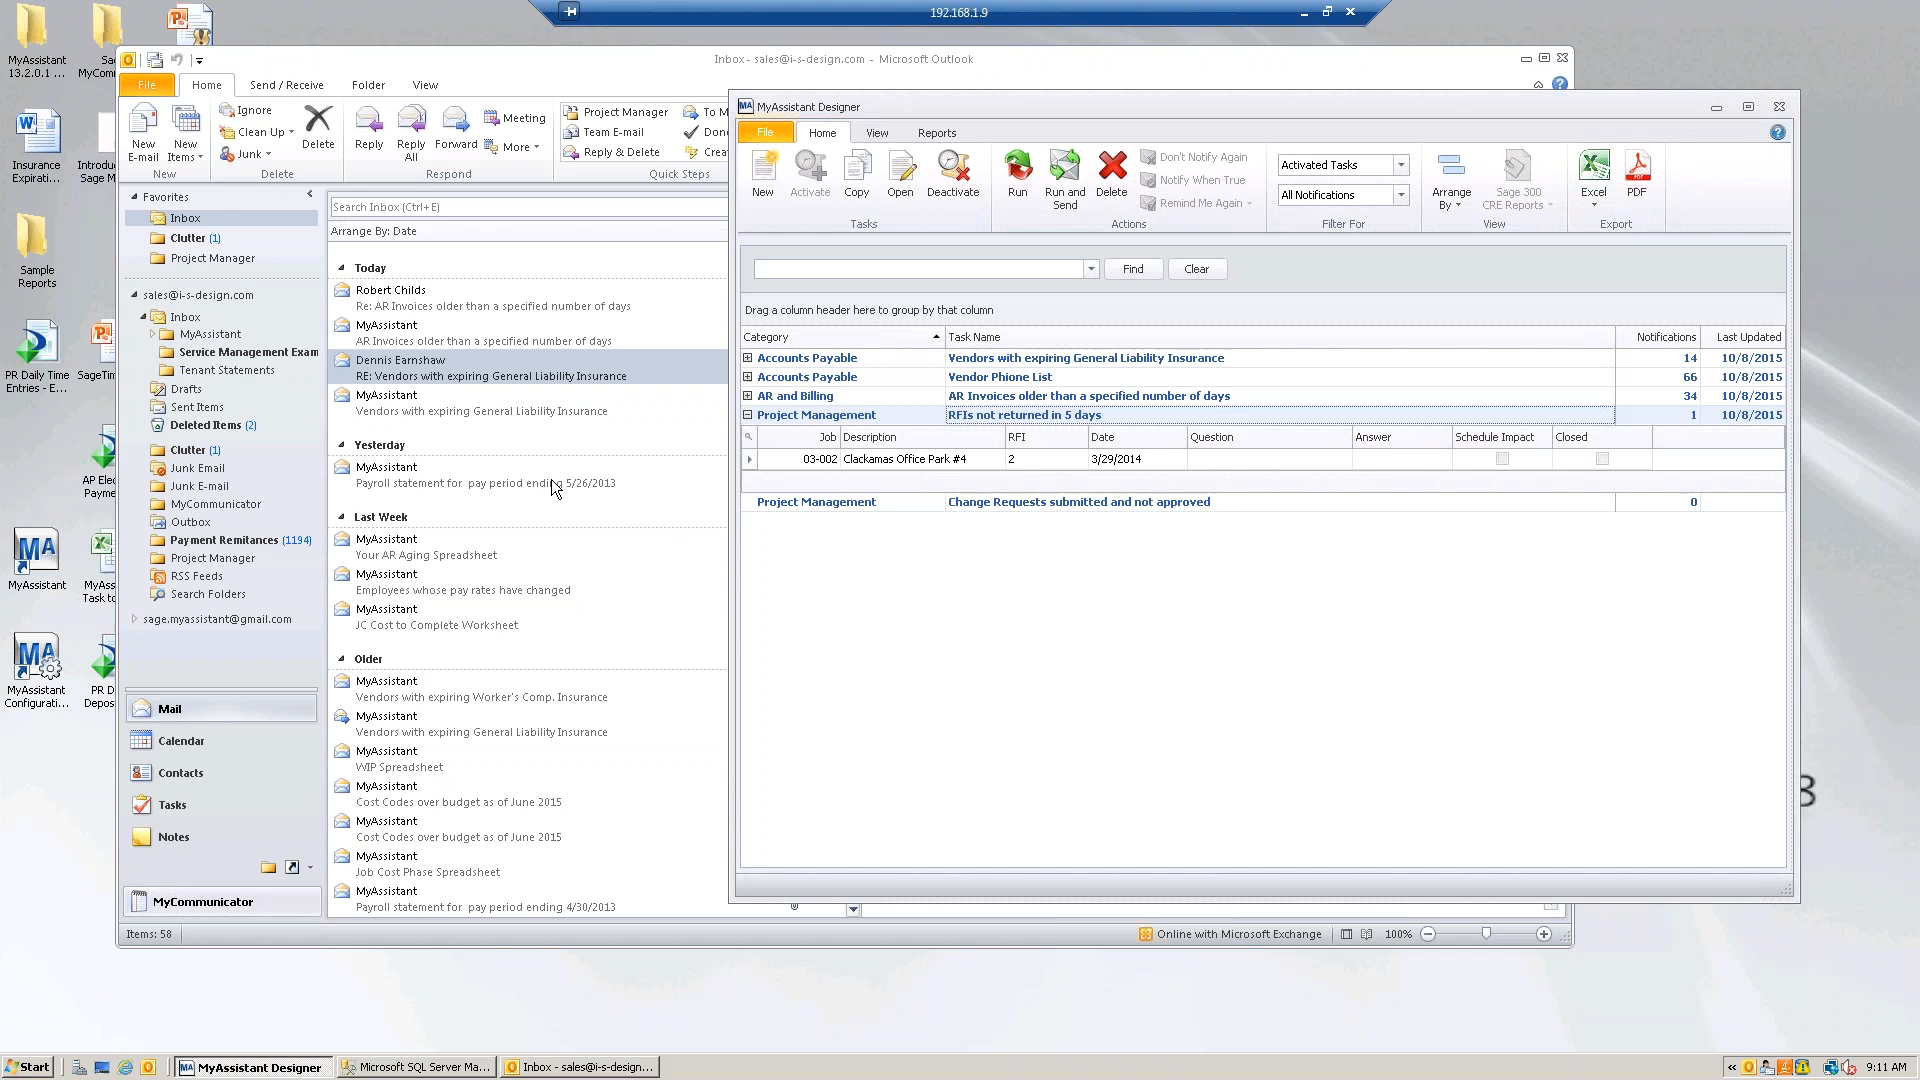 192.168.1.9
MyAssistant
13.2.0.1 ...
Sa
MyCom
Insurance
Expirati...
Introdu
Sage M
Sample
Reports
PR Daily Time
Entries - E...
SageTim
AP Elec
Payme
MyAssistant
MyAss
Task to
MyAssistant
Configurati...
PR D
Depos
Inbox - sales@i-s-design.com - Microsoft Outlook
File
Home
Send / Receive
Folder
View
New
E-mail
New
Items
Ignore
Clean Up
Junk
Delete
Reply
Reply
All
Forward
Meeting
More
Project Manager
Team E-mail
Reply & Delete
To M
Done
Crea
New
Delete
Respond
Quick Steps
Favorites
Inbox
Clutter (1)
Project Manager
sales@i-s-design.com
Inbox
MyAssistant
Service Management Exam
Tenant Statements
Drafts
Sent Items
Deleted Items (2)
Clutter (1)
Junk Email
Junk E-mail
MyCommunicator
Outbox
Payment Remitances (1194)
Project Manager
RSS Feeds
Search Folders
sage.myassistant@gmail.com
Mail
Calendar
Contacts
Tasks
Notes
MyCommunicator
Search Inbox (Ctrl+E)
Arrange By: Date
Today
Robert Childs
Re: AR Invoices older than a specified number of days
MyAssistant
AR Invoices older than a specified number of days
Dennis Earnshaw
RE: Vendors with expiring General Liability Insurance
MyAssistant
Vendors with expiring General Liability Insurance
Yesterday
MyAssistant
Payroll statement for pay period ending 5/26/2013
Last Week
MyAssistant
Your AR Aging Spreadsheet
MyAssistant
Employees whose pay rates have changed
MyAssistant
JC Cost to Complete Worksheet
Older
MyAssistant
Vendors with expiring Worker's Comp. Insurance
MyAssistant
Vendors with expiring General Liability Insurance
MyAssistant
WIP Spreadsheet
MyAssistant
Cost Codes over budget as of June 2015
MyAssistant
Cost Codes over budget as of June 2015
MyAssistant
Job Cost Phase Spreadsheet
MyAssistant
Payroll statement for pay period ending 4/30/2013
Items: 58
Online with Microsoft Exchange
100%
MA MyAssistant Designer
File
Home
View
Reports
New
Activate
Copy
Open
Deactivate
Run
Run and
Send
Delete
Don't Notify Again
Notify When True
Remind Me Again
Activated Tasks
All Notifications
Arrange
By
Sage 300
CRE Reports
Excel
PDF
Tasks
Actions
Filter For
View
Export
Find
Clear
Drag a column header here to group by that column
Category Task Name Notifications Last Updated
Accounts Payable Vendors with expiring General Liability Insurance 14 10/8/2015
Accounts Payable Vendor Phione List 66 10/8/2015
AR and Billing AR Invoices older than a specified number of days 34 10/8/2015
Project Management RFIs not returned in 5 days 1 10/8/2015
Job Description RFI Date Question Answer Schedule Impact Closed
03-002 Clackamas Office Park #4 2 3/29/2014
Project Management Change Requests submitted and not approved 0
Start
MA MyAssistant Designer
Microsoft SQL Server Ma...
Inbox - sales@i-s-design...
9:11 AM